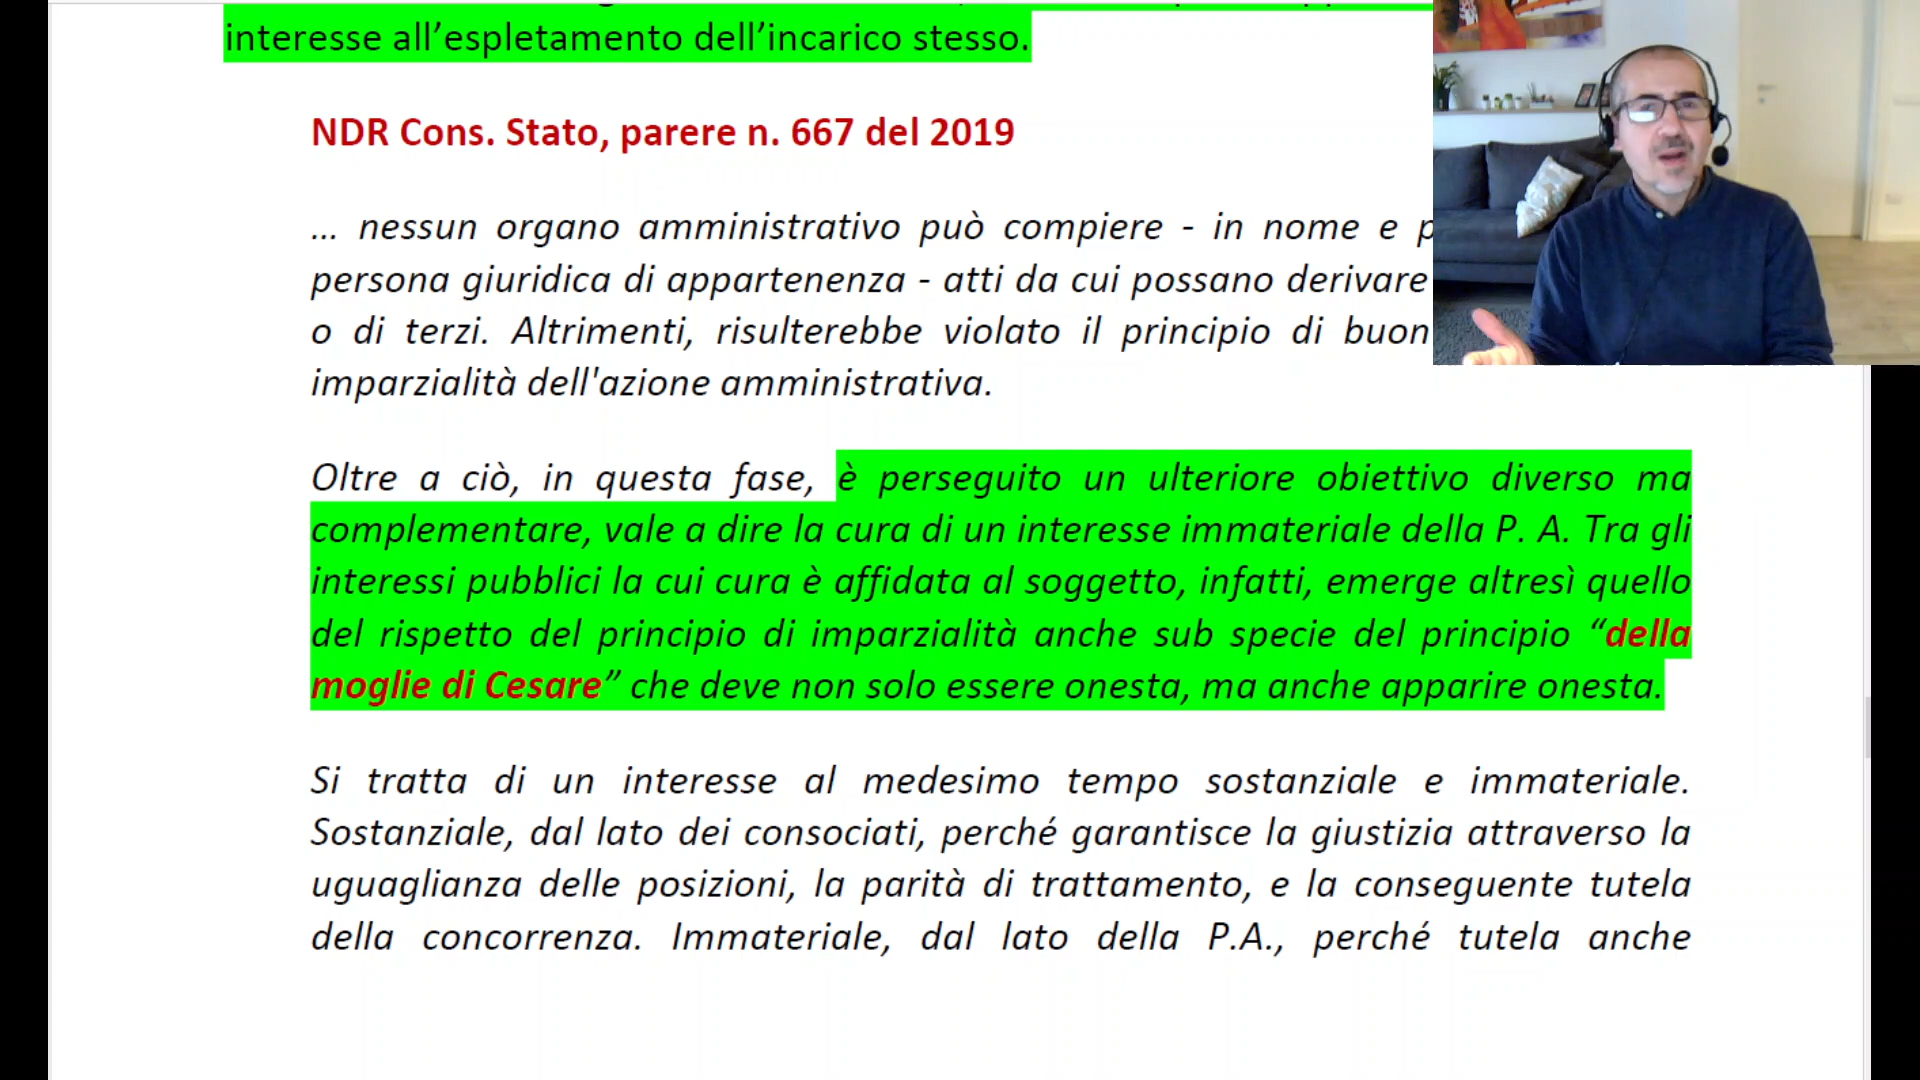 interesse all’espletamento dell’incarico stesso.
NDR Cons. Stato, parere n. 667 del 2019
… nessun organo amministrativo può compiere - in nome e
persona giuridica di appartenenza - atti da cui possano derivare
o di terzi. Altrimenti, risulterebbe violato il principio di buon
imparzialità dell'azione amministrativa.
Oltre a ciò, in questa fase, è perseguito un ulteriore obiettivo diverso ma
complementare, vale a dire la cura di un interesse immateriale della P. A. Tra gli
interessi pubblici la cui cura è affidata al soggetto, infatti, emerge altresì quello
del rispetto del principio di imparzialità anche sub specie del principio “della
moglie di Cesare” che deve non solo essere onesta, ma anche apparire onesta.
Si tratta di un interesse al medesimo tempo sostanziale e immateriale.
Sostanziale, dal lato dei consociati, perché garantisce la giustizia attraverso la
uguaglianza delle posizioni, la parità di trattamento, e la conseguente tutela
della concorrenza. Immateriale, dal lato della P.A., perché tutela anche